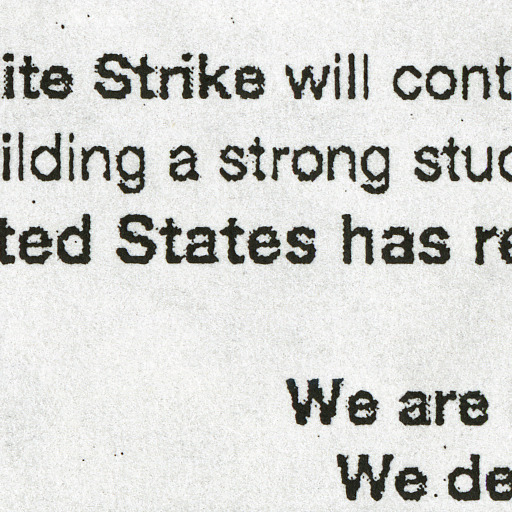 ite Strike will cont
ilding a strong stud
ted States has re
We are
We de